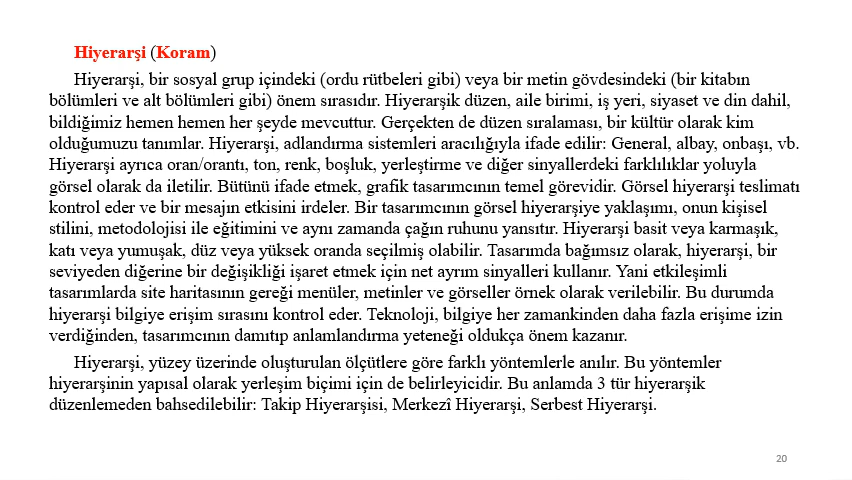 Hiyerarşi (Koram)
Hiyerarşi, bir sosyal grup içindeki (ordu rütbeleri gibi) veya bir metin gövdesindeki (bir kitabın
bölümleri ve alt bölümleri gibi) önem sırasıdır. Hiyerarşik düzen, aile birimi, iş yeri, siyaset ve din dahil,
bildiğimiz hemen hemen her şeyde mevcuttur. Gerçekten de düzen sıralaması, bir kültür olarak kim
olduğumuzu tanımlar. Hiyerarşi, adlandırma sistemleri aracılığıyla ifade edilir: General, albay, onbaşı, vb.
Hiyerarşi ayrıca oran/orantı, ton, renk, boşluk, yerleştirme ve diğer sinyallerdeki farklılıklar yoluyla
görsel olarak da iletilir. Bütünü ifade etmek, grafik tasarımcının temel görevidir. Görsel hiyerarşi teslimatı
kontrol eder ve bir mesajın etkisini irdeler. Bir tasarımcının görsel hiyerarşiye yaklaşımı, onun kişisel
stilini, metodolojisi ile eğitimini ve aynı zamanda çağın ruhunu yansıtır. Hiyerarşi basit veya karmaşık,
katı veya yumuşak, düz veya yüksek oranda seçilmiş olabilir. Tasarımda bağımsız olarak, hiyerarşi, bir
seviyeden diğerine bir değişikliği işaret etmek için net ayrım sinyalleri kullanır. Yani etkileşimli
tasarımlarda site haritasının gereği menüler, metinler ve görseller örnek olarak verilebilir. Bu durumda
hiyerarşi bilgiye erişim sırasını kontrol eder. Teknoloji, bilgiye her zamankinden daha fazla erişime izin
verdiğinden, tasarımcının damıtıp anlamlandırma yeteneği oldukça önem kazanır.
Hiyerarşi, yüzey üzerinde oluşturulan ölçütlere göre farklı yöntemlerle anılır. Bu yöntemler
hiyerarşinin yapısal olarak yerleşim biçimi için de belirleyicidir. Bu anlamda 3 tür hiyerarşik
düzenlemeden bahsedilebilir: Takip Hiyerarşisi, Merkezî Hiyerarşi, Serbest Hiyerarşi.
20